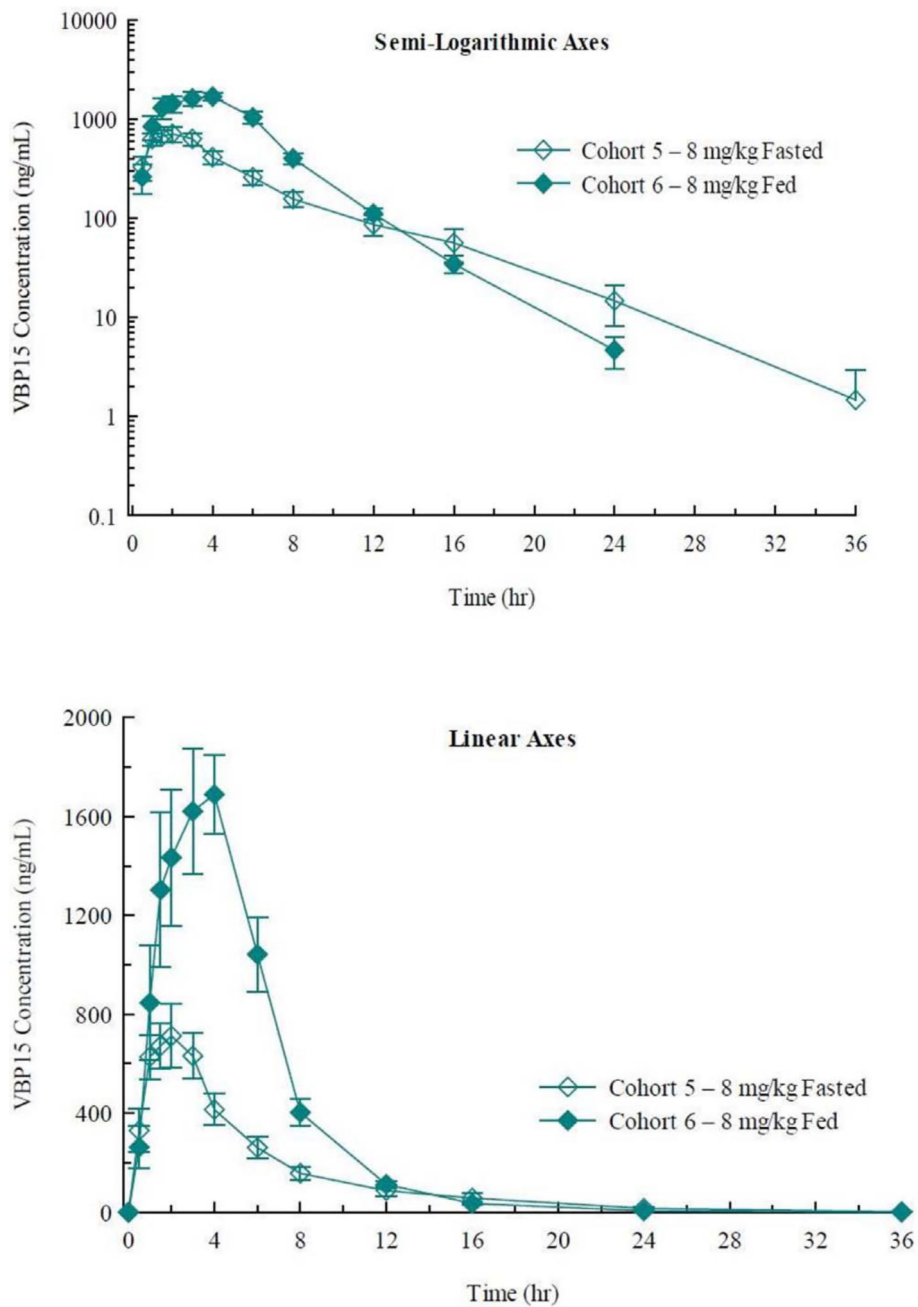 Semi-Logarithmic Axes
VBP15 Concentration (ng/mL)
10000
1000
100
10
1
0.1
Cohort 5 – 8 mg/kg Fasted
Cohort 6 – 8 mg/kg Fed
0 4 8 12 16 20 24 28 32 36
Time (hr)
Linear Axes
VBP15 Concentration (ng/mL)
2000
1600
1200
800
400
0
Cohort 5 – 8 mg/kg Fasted
Cohort 6 – 8 mg/kg Fed
0 4 8 12 16 20 24 28 32 36
Time (hr)